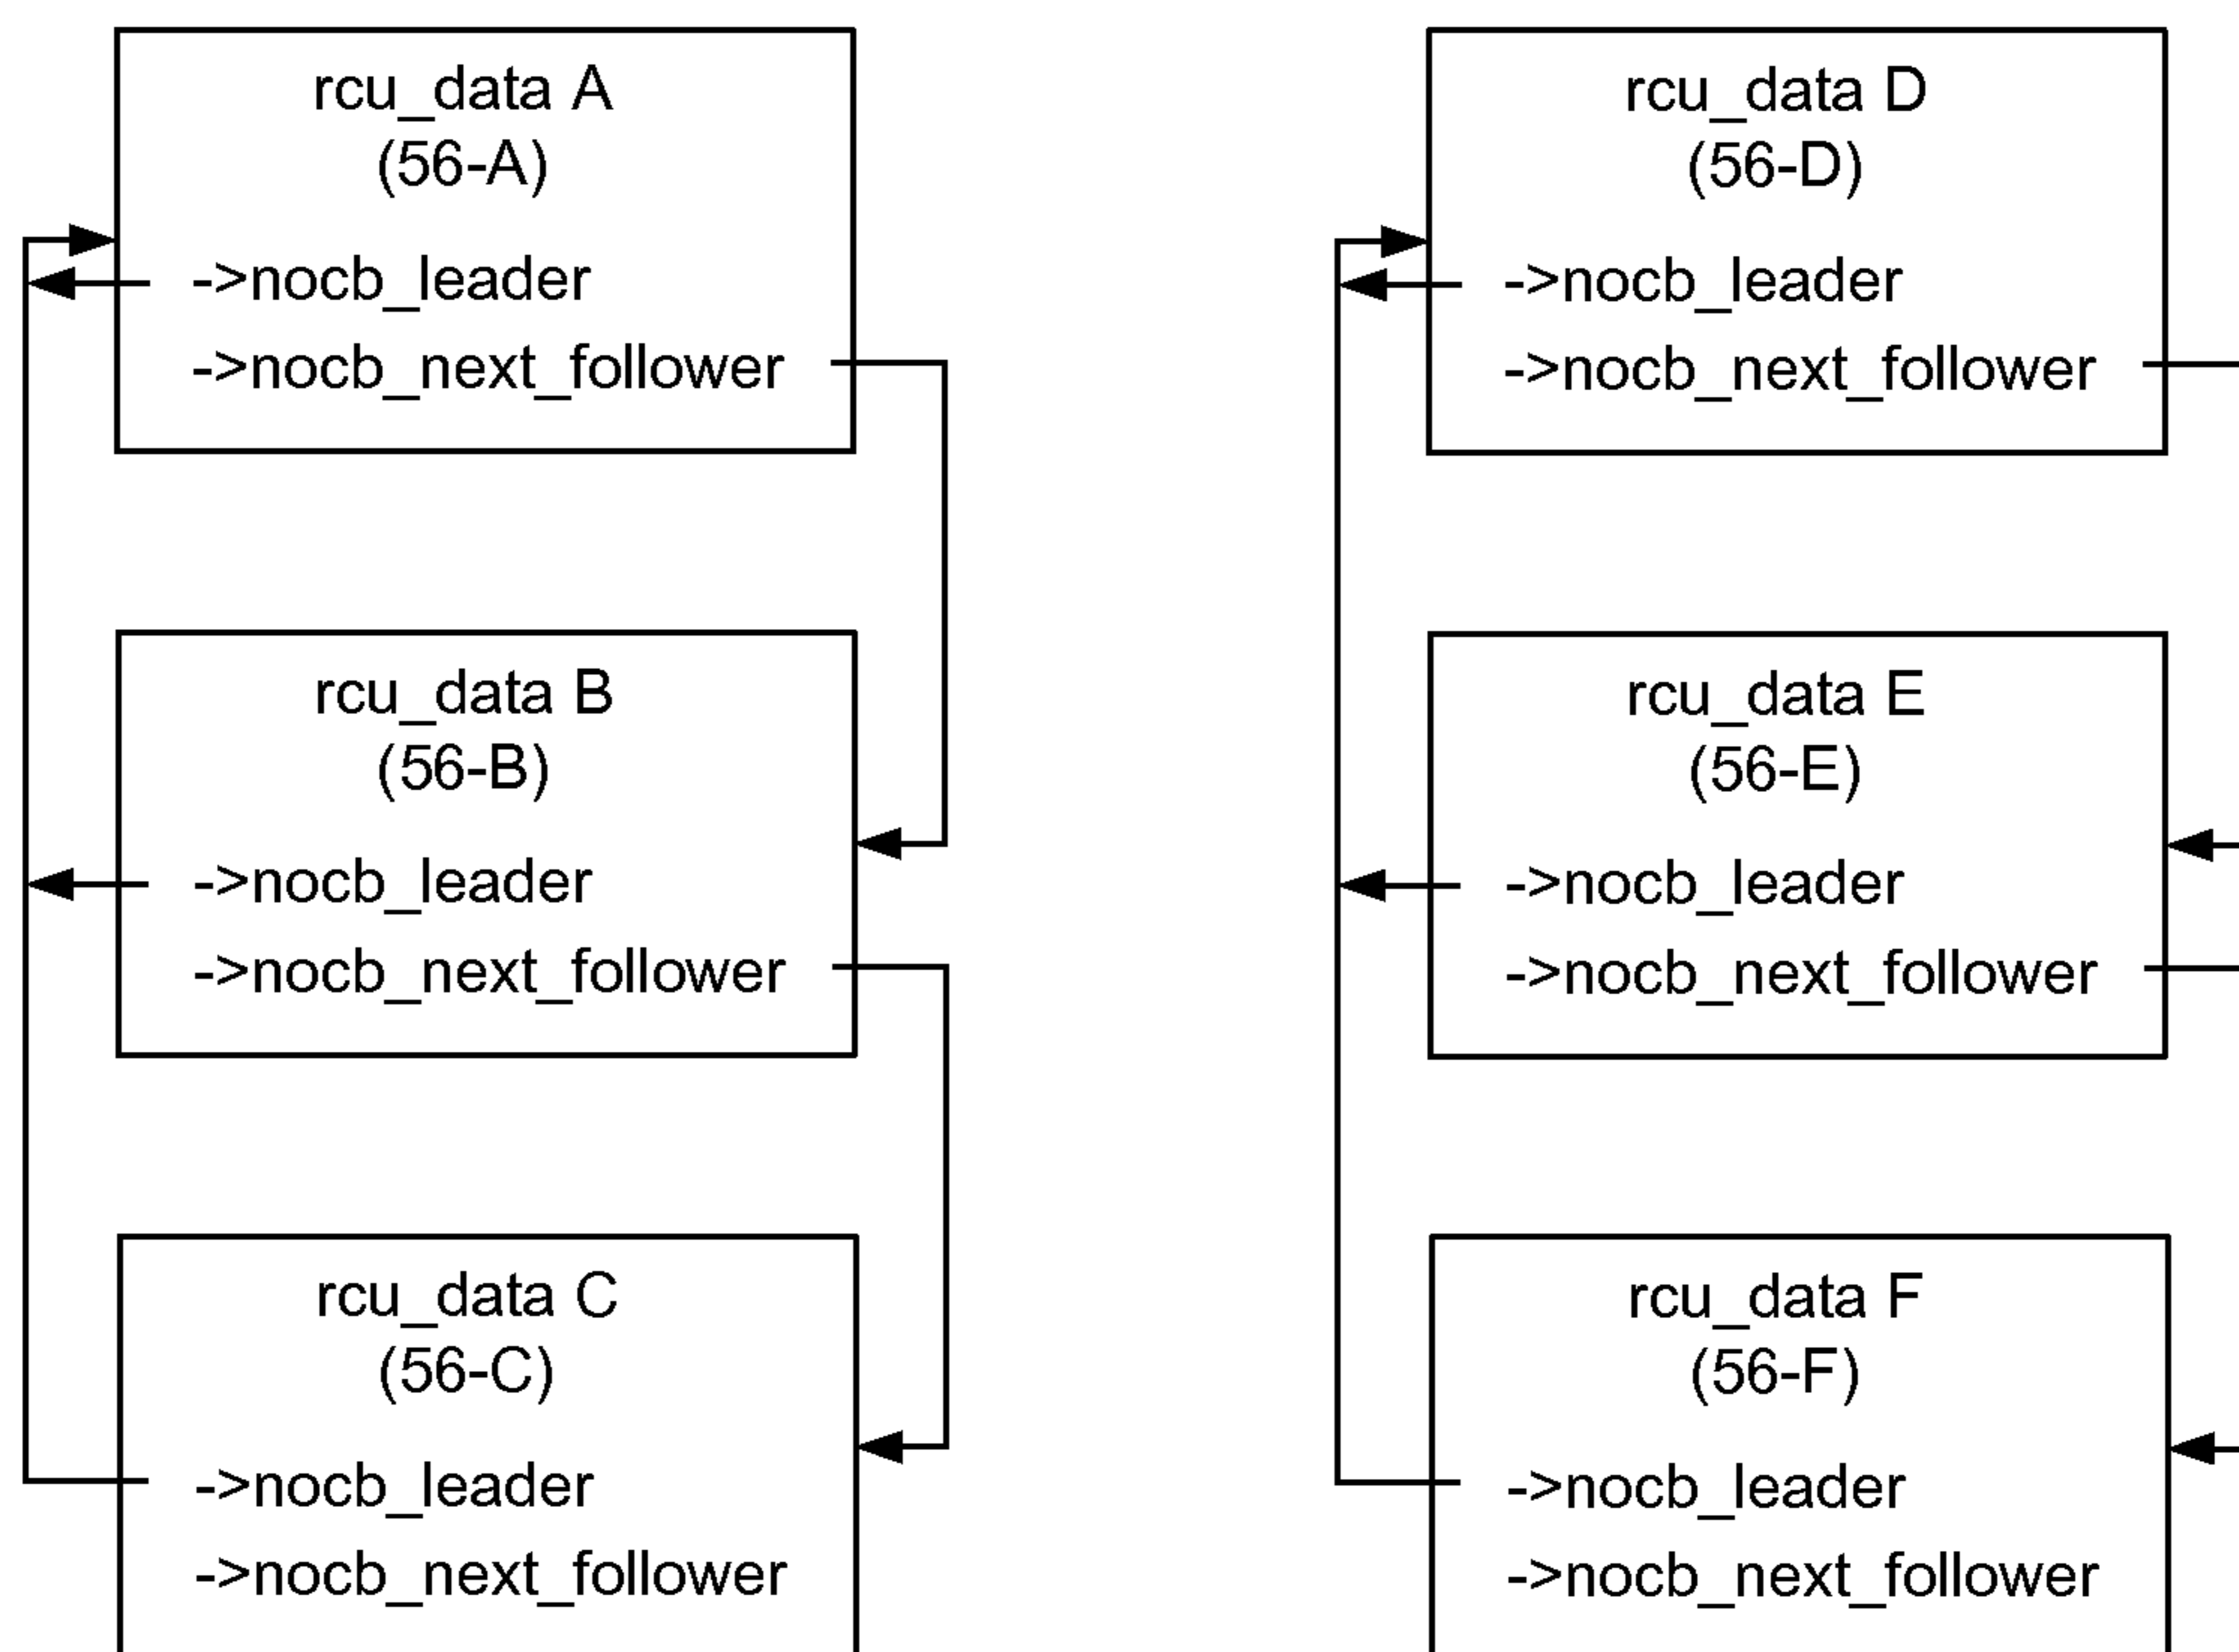 rcu_data A
(56-A)
->nocb_leader
->nocb_next_follower
rcu_data B
(56-B)
->nocb_leader
->nocb_next_follower
rcu_data C
(56-C)
->nocb_leader
->nocb_next_follower
rcu_data D
(56-D)
->nocb_leader
->nocb_next_follower
rcu_data E
(56-E)
->nocb_leader
->nocb_next_follower
rcu_data F
(56-F)
->nocb_leader
->nocb_next_follower